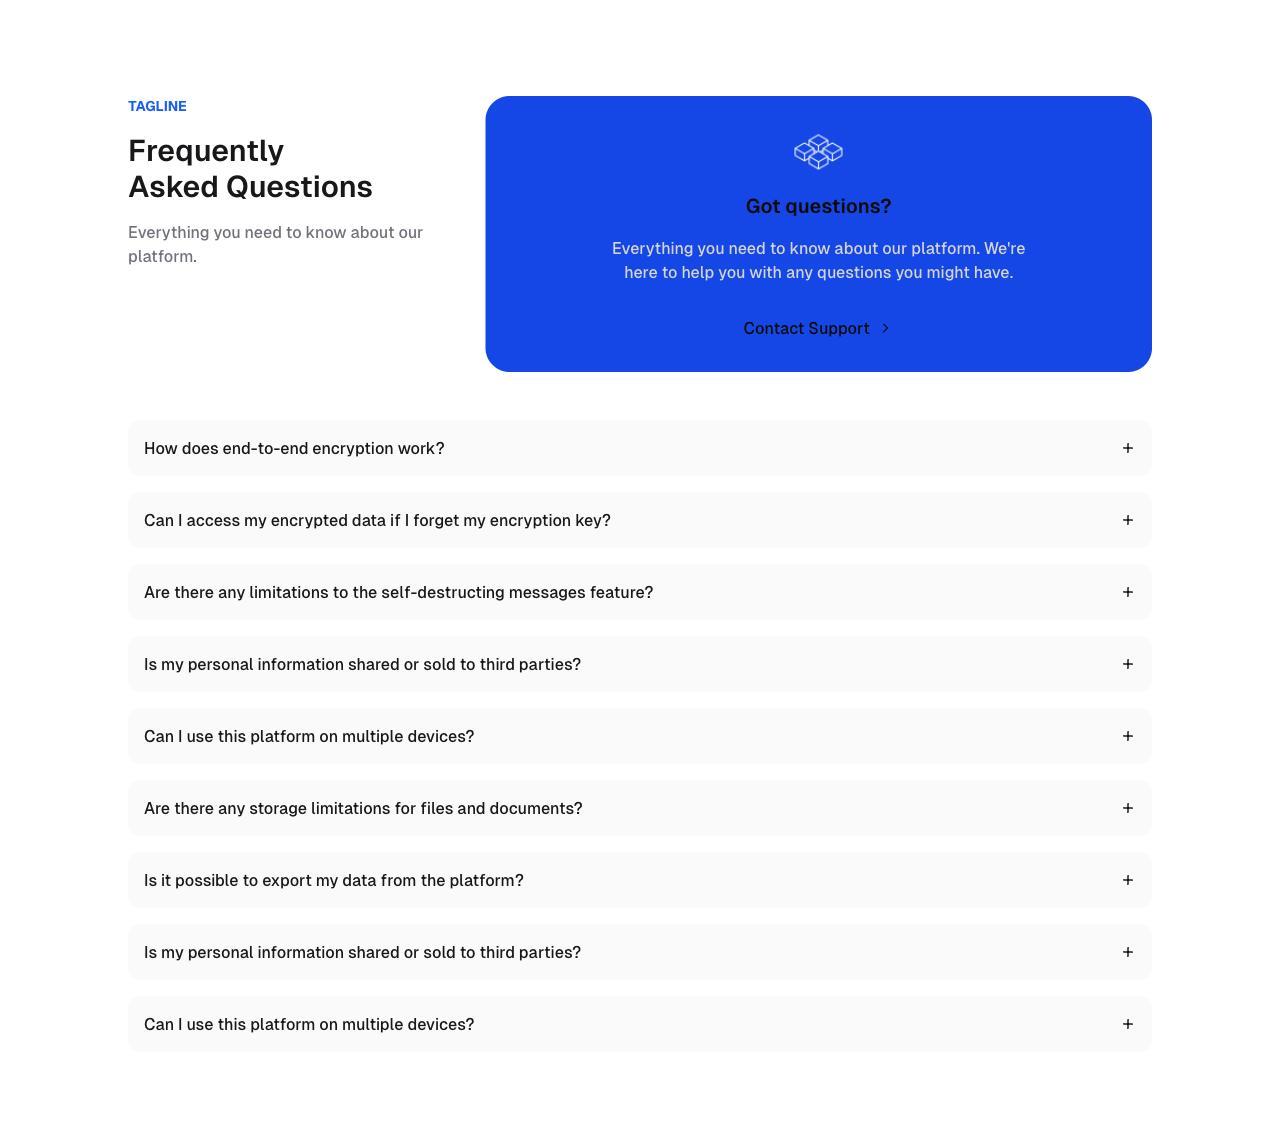 TAGLINE
Frequently
Asked Questions
Everything you need to know about our
platform.
Got questions?
Everything you need to know about our platform. We're
here to help you with any questions you might have.
Contact Support
How does end-to-end encryption work?
Can I access my encrypted data if I forget my encryption key?
Are there any limitations to the self-destructing messages feature?
Is my personal information shared or sold to third parties?
Can I use this platform on multiple devices?
Are there any storage limitations for files and documents?
Is it possible to export my data from the platform?
Is my personal information shared or sold to third parties?
Can I use this platform on multiple devices?